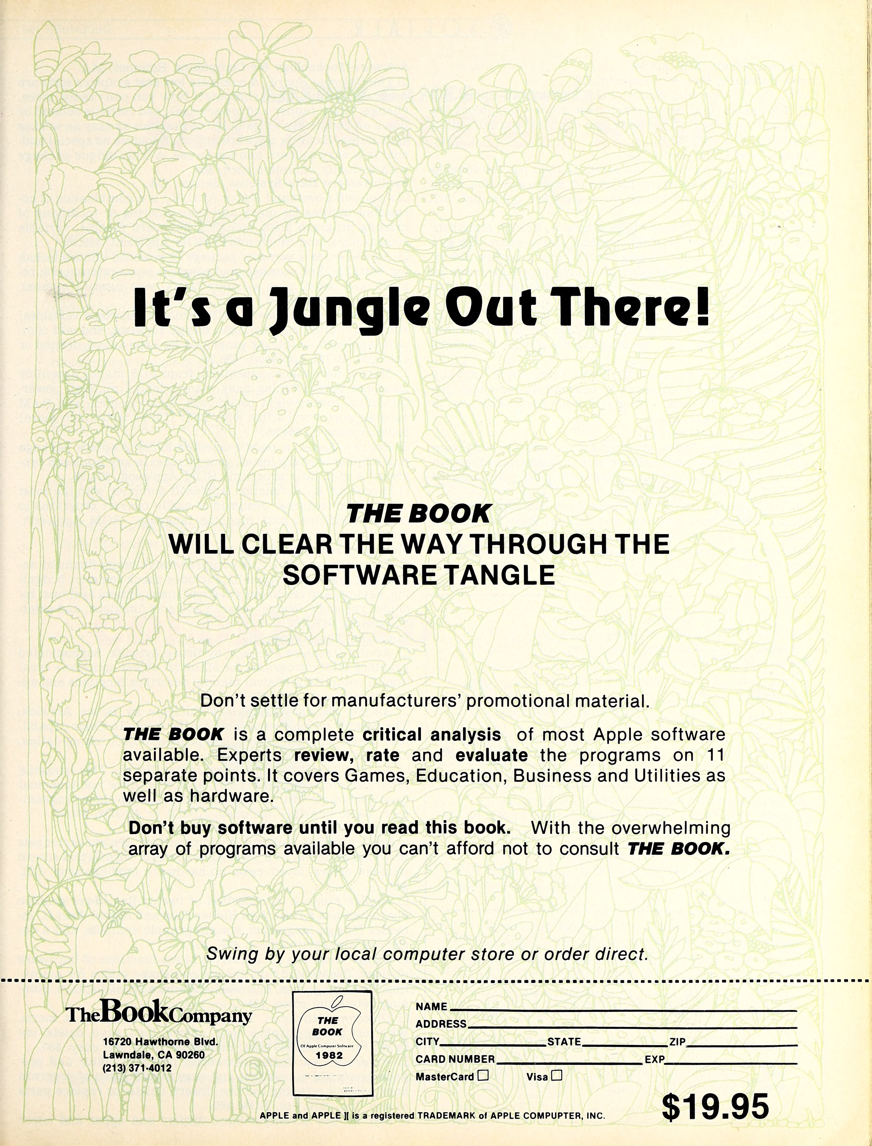 It's a Jungle Out There!
THE BOOK
WILL CLEAR THE WAY THROUGH THE
SOFTWARE TANGLE
Don't settle for manufacturers' promotional material.
THE BOOK is a complete critical analysis of most Apple software
available. Experts review, rate and evaluate the programs on 11
separate points. It covers Games, Education, Business and Utilities as
well as hardware.
Don't buy software until you read this book. With the overwhelming
array of programs available you can't afford not to consult THE BOOK.
Swing by your local computer store or order direct.
TheBookCompany
16720 Hawthorne Blvd.
Lawndale, CA 90260
(213) 371-4012
THE
BOOK
Of Apple Computer Software
1982
NAME
ADDRESS
CITY STATE ZIP
CARD NUMBER EXP
MasterCard Visa
$19.95
APPLE and APPLE ][ is a registered TRADEMARK of APPLE COMPUPTER, INC.